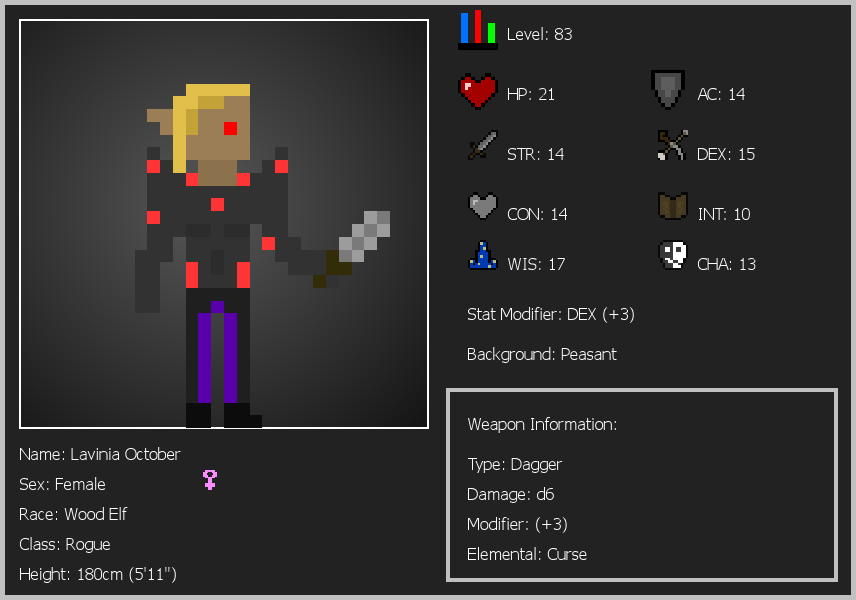 Level: 83
HP: 21
AC: 14
STR: 14
DEX: 15
CON: 14
INT: 10
WIS: 17
CHA: 13
Stat Modifier: DEX (+3)
Background: Peasant
Weapon Information:
Type: Dagger
Damage: d6
Modifier: (+3)
Elemental: Curse
Name: Lavinia October
Sex: Female
Race: Wood Elf
Class: Rogue
Height: 180cm (5'11")